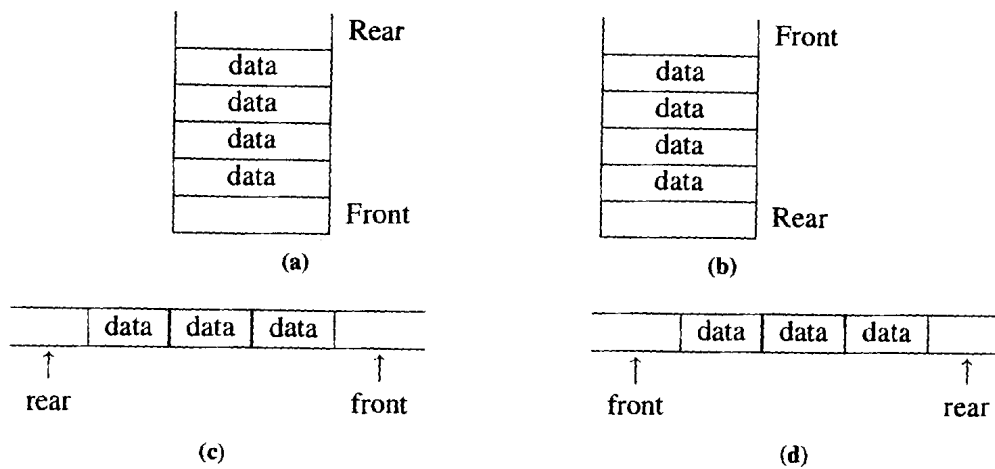 Rear
data
data
data
data
Front
(a)
Front
data
data
data
data
Rear
(b)
data data data
rear front
(c)
data data data
front rear
(d)